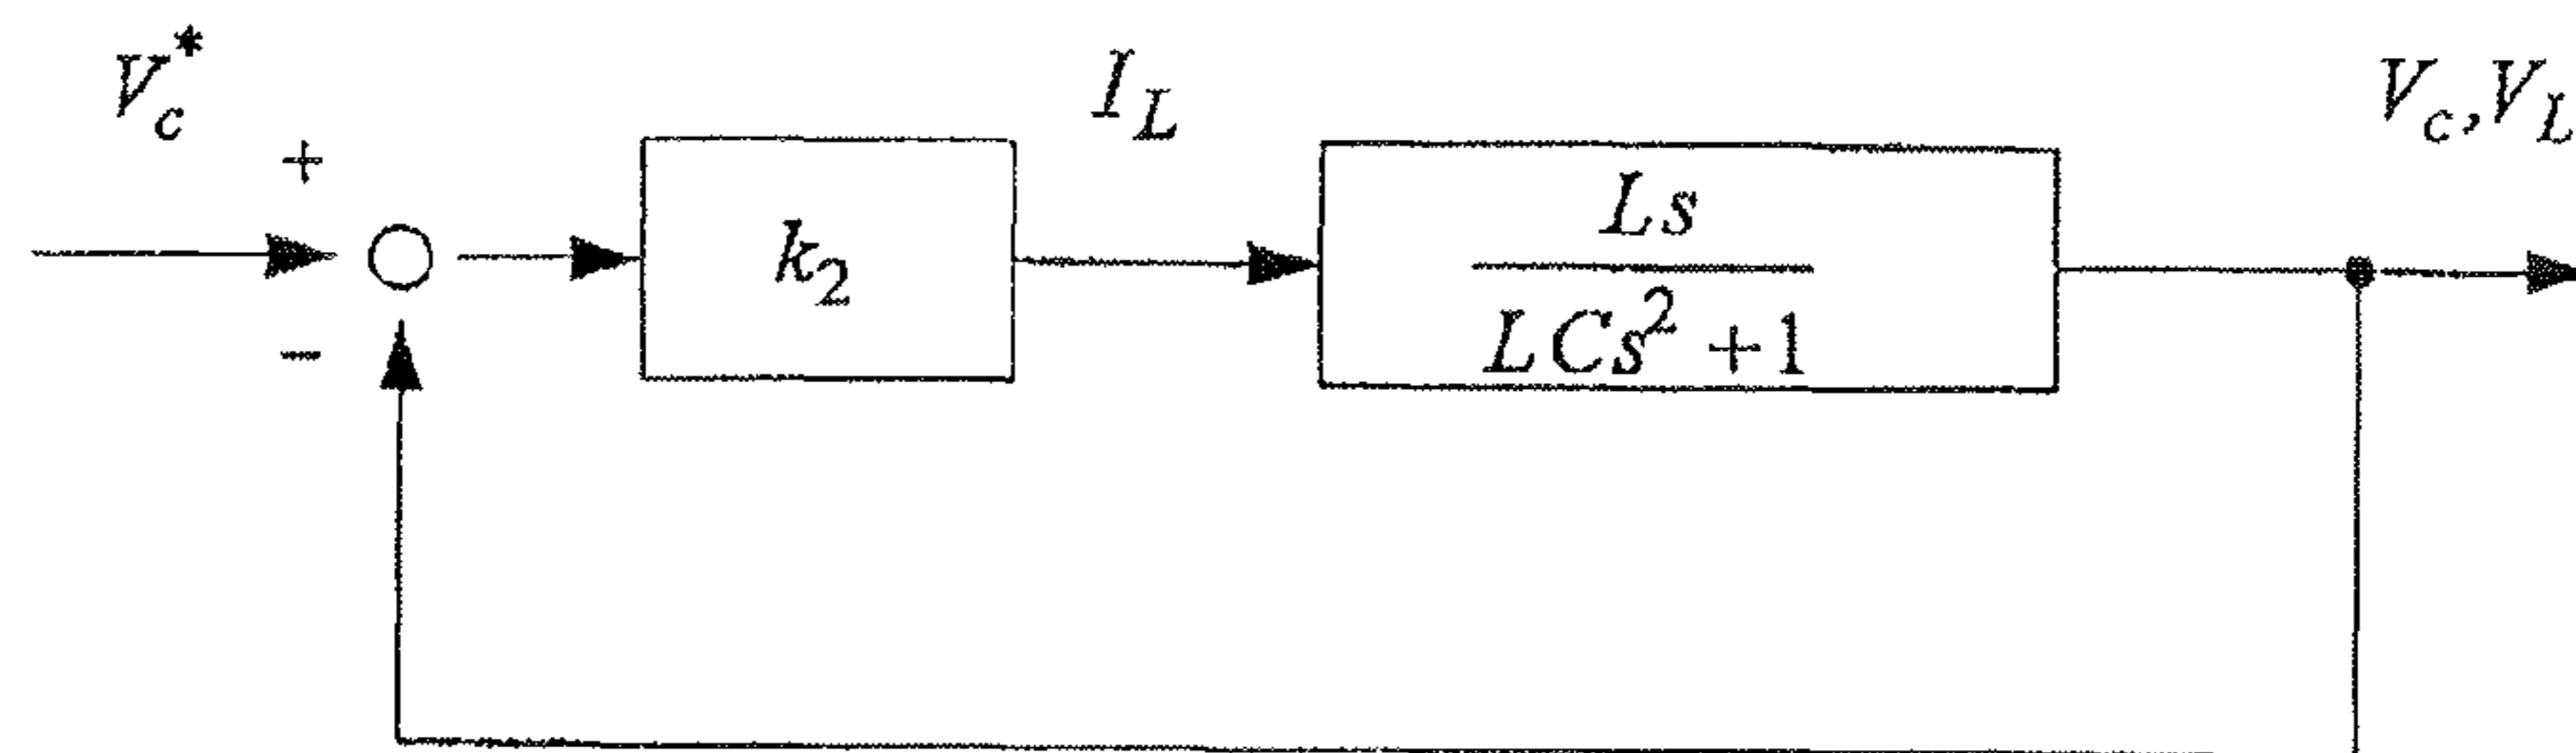 V_c^*
+
−
k_2
I_L
Ls
LCs^2 + 1
V_c, V_L